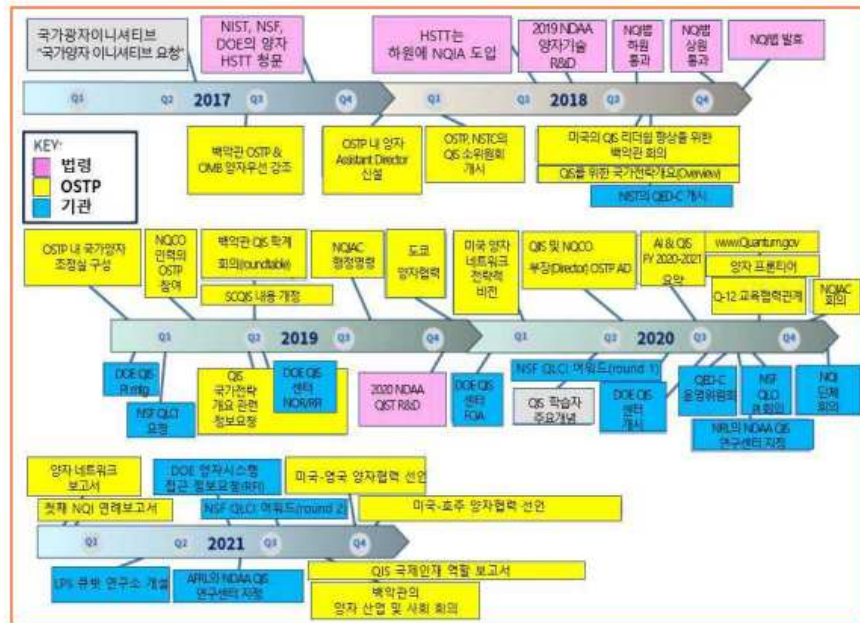 국가광자이니셔티브
"국가양자 이니셔티브 요청"
NIST, NSF,
DOE의 양자
HSTT 청문
HSTT는
하원에 NQIA 도입
2019 NDAA
양자기술
R&D
NQI법
하원
통과
NQI법
상원
통과
NQI법 발효
Q1
Q2
2017
Q3
Q4
Q1
Q2
2018
Q3
Q4
KEY:
법령
OSTP
기관
백악관 OSTP &
OMB 양자우선 강조
OSTP 내 양자
Assistant Director
신설
OSTP, NSTC의
QIS 소위원회
개시
미국의 QIS 리더쉽 향상를 위한
백악관 회의
QIS를 위한 국가전략개요(Overview)
NIST의 QED-C 개시
OSTP 내 국가양자
조정실 구성
NQCO
인력의
OSTP
참여
백악관 QIS 학계
회의(roundtable)
SCQIS 내용 개정
NQIAC
행정명령
도쿄
양자협력
미국 양자
네트워크
전략적
비전
QIS 및 NQCO
부장(Director) OSTP AD
AI & QIS
FY 2020-2021
요약
www.Quantum.gov
양자 프론티어
Q-12 교육협력관계
NQIAC
회의
Q1
Q2
2019
Q3
Q4
Q1
Q2
2020
Q3
Q4
DOE QIS
PI mtg
NSF QLCI
요청
QIS
국가전략
개요 관련
정보요청
DOE QIS
센터
NOI/RFI
2020 NDAA
QIST R&D
DOE QIS
센터
FOA
NSF QLCI 어워드(round 1)
QIS 학습자
주요개념
DOE QIS
센터
개시
QED-C
운영위원회
NSF
QLCI
PI 회의
NRL의 NDAA QIS
연구센터 지정
NQI
단체
회의
양자 네트워크
보고서
첫째 NQI 연례보고서
DOE 양자시스템
접근 정보요청(RFI)
NSF QLCI 어워드(round 2)
미국-영국 양자협력 선언
미국-호주 양자협력 선언
Q1
Q2
2021
Q3
Q4
LPS 큐빗 연구소 개설
AFRL의 NDAA QIS
연구센터 지정
QIS 국제인재 역할 보고서
백악관의
양자 산업 및 사회 회의